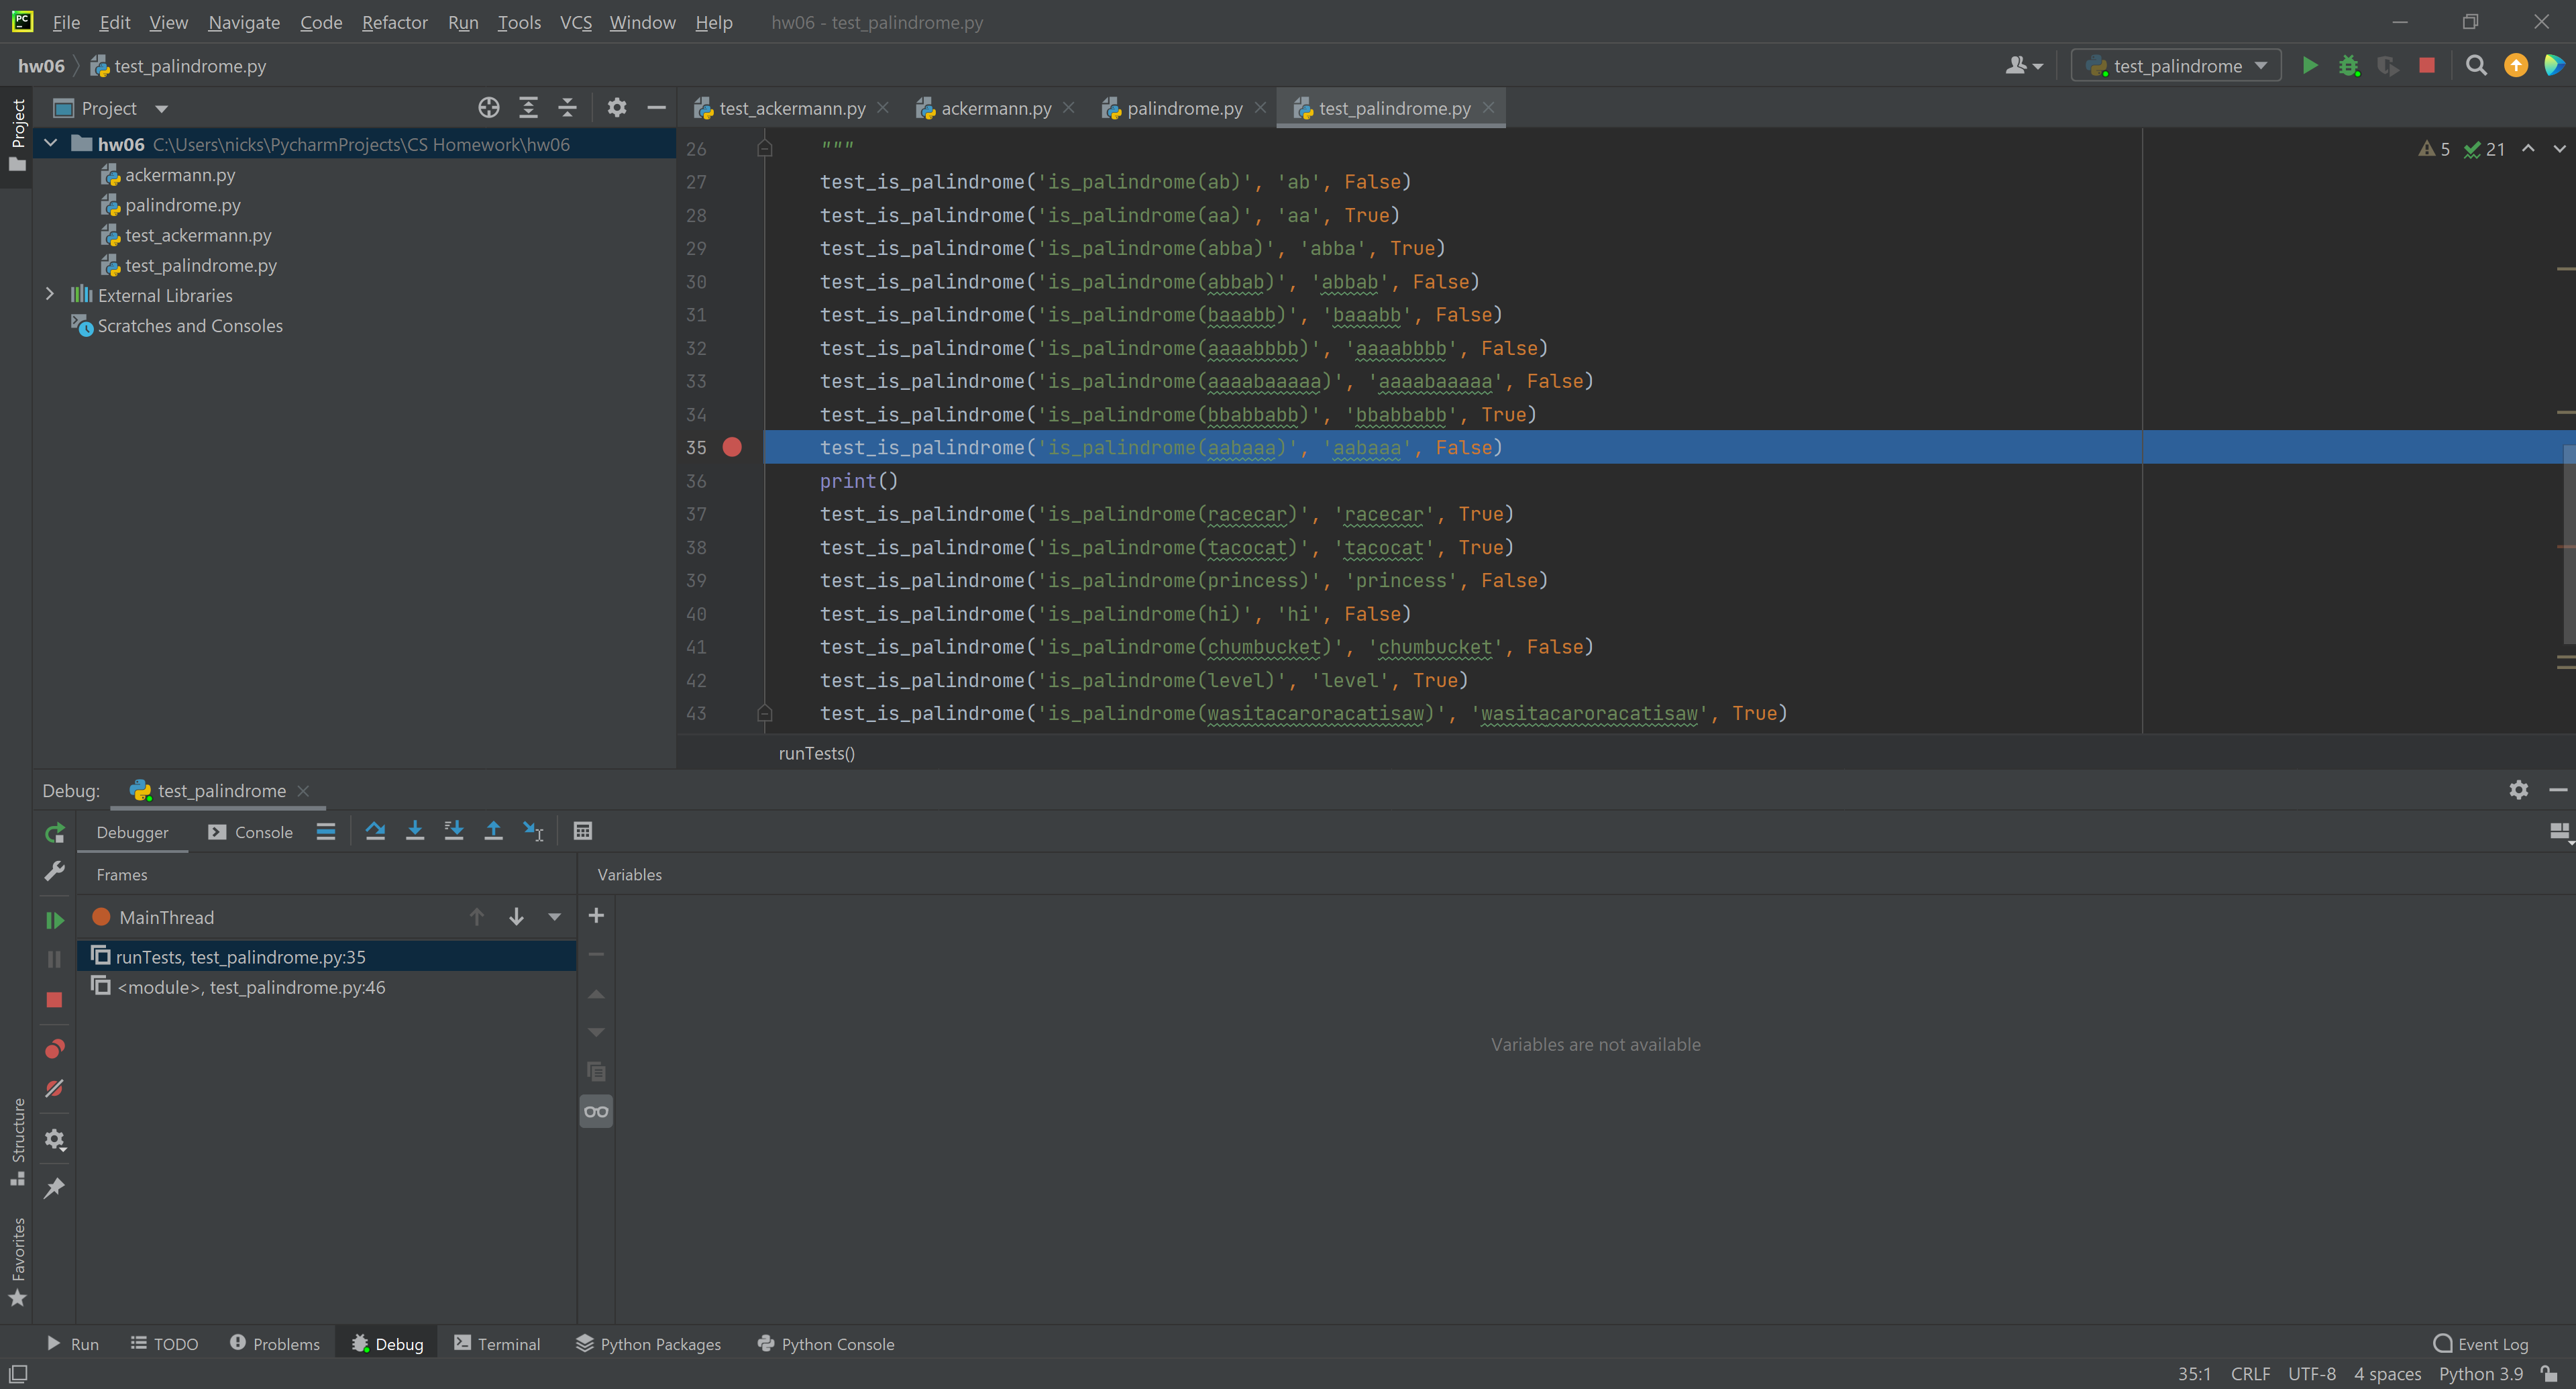 PC File Edit View Navigate Code Refactor Run Tools VCS Window Help hw06 - test_palindrome.py
hw06 test_palindrome.py test_palindrome
Project
Project test_ackermann.py ackermann.py palindrome.py test_palindrome.py
hw06 C:\Users\nicks\PycharmProjects\CS Homework\hw06
ackermann.py
palindrome.py
test_ackermann.py
test_palindrome.py
External Libraries
Scratches and Consoles
5 21
26 """
27 test_is_palindrome('is_palindrome(ab)', 'ab', False)
28 test_is_palindrome('is_palindrome(aa)', 'aa', True)
29 test_is_palindrome('is_palindrome(abba)', 'abba', True)
30 test_is_palindrome('is_palindrome(abbab)', 'abbab', False)
31 test_is_palindrome('is_palindrome(baaabb)', 'baaabb', False)
32 test_is_palindrome('is_palindrome(aaaabbbb)', 'aaaabbbb', False)
33 test_is_palindrome('is_palindrome(aaaabaaaaa)', 'aaaabaaaaa', False)
34 test_is_palindrome('is_palindrome(bbabbabb)', 'bbabbabb', True)
35 test_is_palindrome('is_palindrome(aabaaa)', 'aabaaa', False)
36 print()
37 test_is_palindrome('is_palindrome(racecar)', 'racecar', True)
38 test_is_palindrome('is_palindrome(tacocat)', 'tacocat', True)
39 test_is_palindrome('is_palindrome(princess)', 'princess', False)
40 test_is_palindrome('is_palindrome(hi)', 'hi', False)
41 test_is_palindrome('is_palindrome(chumbucket)', 'chumbucket', False)
42 test_is_palindrome('is_palindrome(level)', 'level', True)
43 test_is_palindrome('is_palindrome(wasitacaroracatisaw)', 'wasitacaroracatisaw', True)
runTests()
Debug: test_palindrome
Debugger Console
Frames Variables
MainThread
runTests, test_palindrome.py:35
<module>, test_palindrome.py:46
Variables are not available
Structure
Favorites
Run TODO Problems Debug Terminal Python Packages Python Console Event Log
35:1 CRLF UTF-8 4 spaces Python 3.9